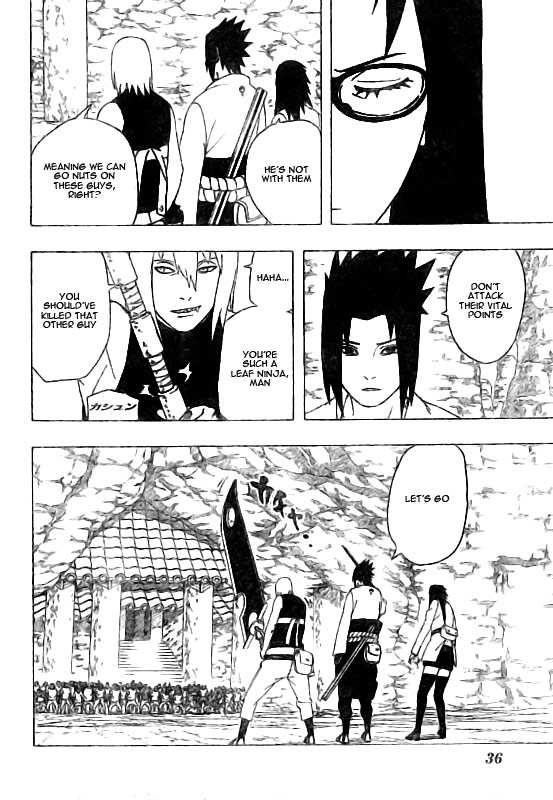 HE'S NOT
WITH THEM
MEANING WE CAN
GO NUTS ON
THESE GUYS,
RIGHT?
DON'T
ATTACK
THEIR VITAL
POINTS
HAHA...
YOU'RE
SUCH A
LEAF NINJA,
MAN
YOU
SHOULD'VE
KILLED THAT
OTHER GUY
カシュン
LET'S GO
36